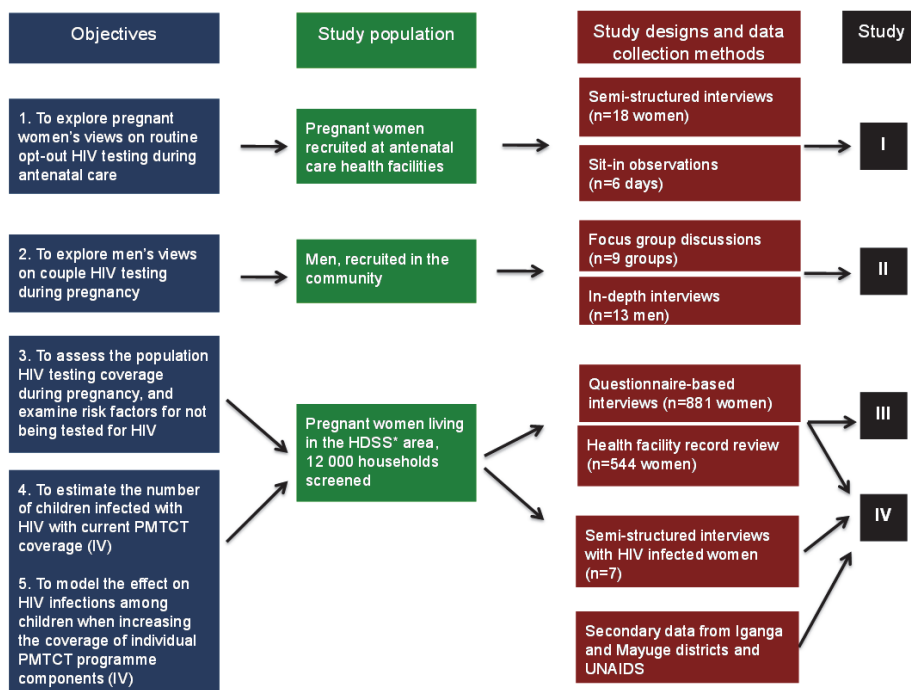 Objectives
Study population
Study designs and data
collection methods
Study
1. To explore pregnant
women's views on routine
opt-out HIV testing during
antenatal care
Pregnant women
recruited at antenatal
care health facilities
Semi-structured interviews
(n=18 women)
Sit-in observations
(n=6 days)
I
2. To explore men's views
on couple HIV testing
during pregnancy
Men, recruited in the
community
Focus group discussions
(n=9 groups)
In-depth interviews
(n=13 men)
II
3. To assess the population
HIV testing coverage
during pregnancy, and
examine risk factors for not
being tested for HIV
4. To estimate the number
of children infected with
HIV with current PMTCT
coverage (IV)
5. To model the effect on
HIV infections among
children when increasing
the coverage of individual
PMTCT programme
components (IV)
Pregnant women living
in the HDSS* area,
12 000 households
screened
Questionnaire-based
interviews (n=881 women)
Health facility record review
(n=544 women)
Semi-structured interviews
with HIV infected women
(n=7)
Secondary data from Iganga
and Mayuge districts and
UNAIDS
III
IV